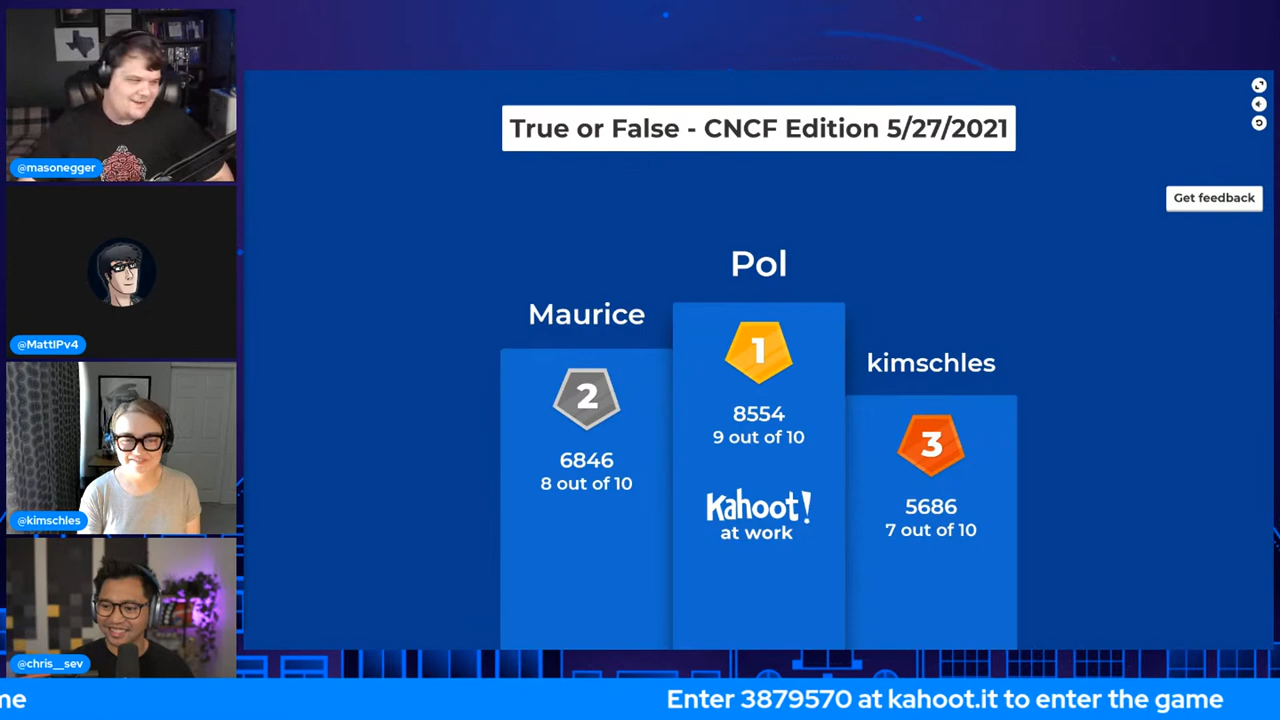 @masonegger
@MattIPv4
@kimschles
@chris__sev
True or False - CNCF Edition 5/27/2021
Get feedback
Pol
Maurice
kimschles
1
8554
9 out of 10
Kahoot!
at work
2
6846
8 out of 10
3
5686
7 out of 10
me
Enter 3879570 at kahoot.it to enter the game